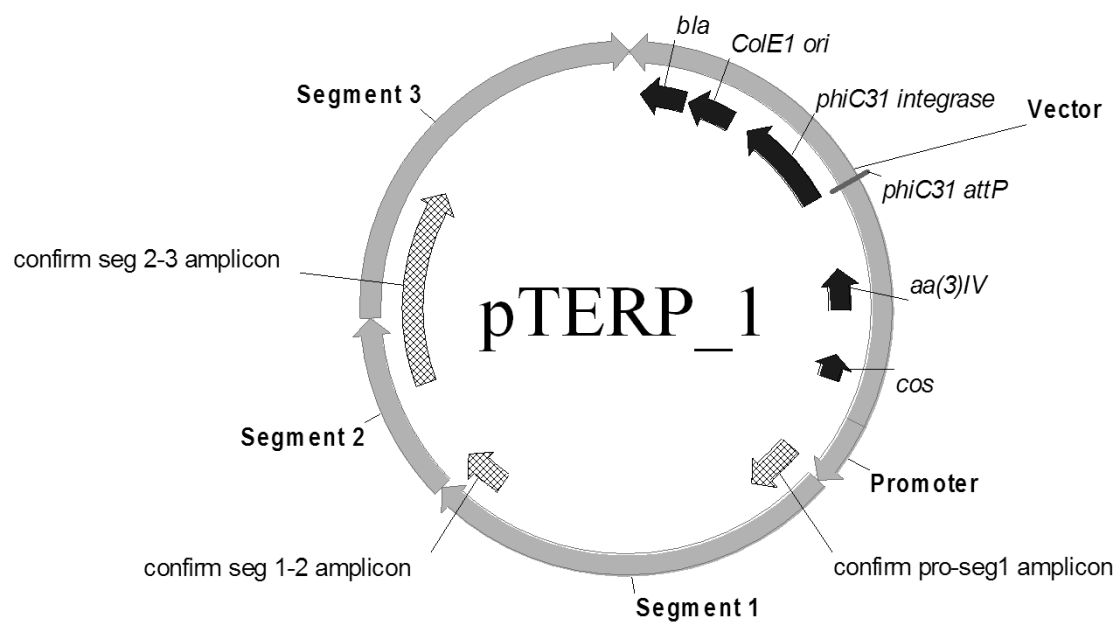 bla
ColE1 ori
Segment 3
phiC31 integrase
Vector
phiC31 attP
confirm seg 2-3 amplicon
aa(3)IV
pTERP_1
cos
Segment 2
Promoter
confirm seg 1-2 amplicon
confirm pro-seg1 amplicon
Segment 1